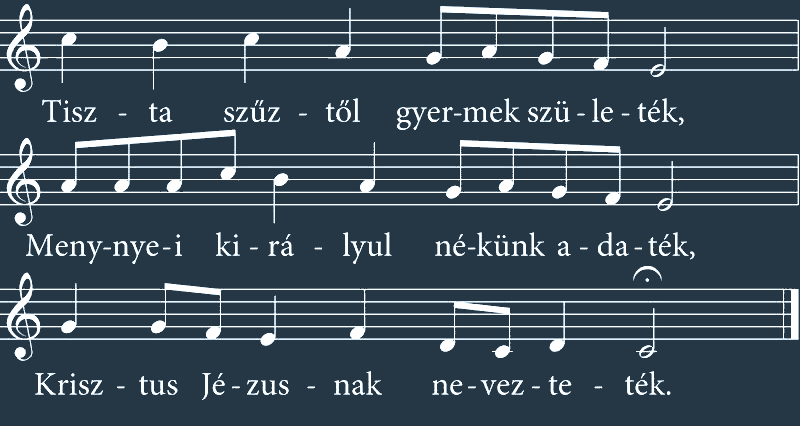 Tisz - ta szűz - től gyer-mek szü - le - ték,
Meny-nye-i ki - rá - lyul né-künk a - da - ték,
Krisz - tus Jé - zus - nak ne - vez - te - ték.